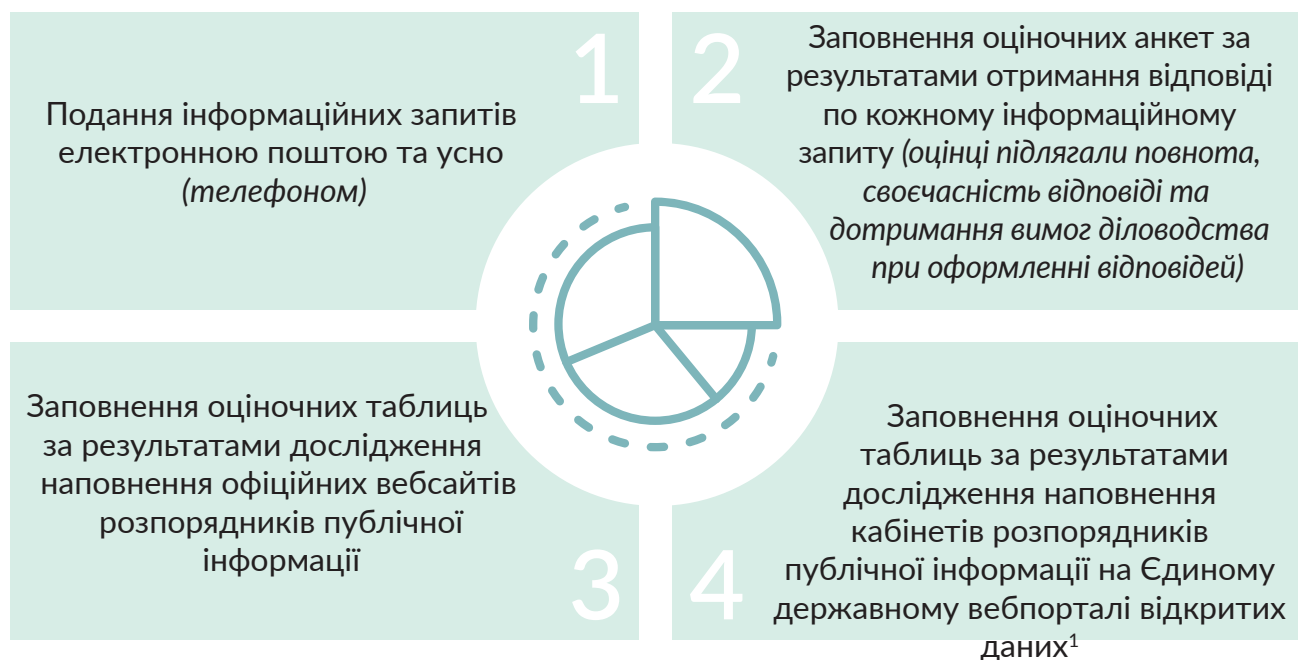 1
Подання інформаційних запитів
електронною поштою та усно
(телефоном)
2
Заповнення оціночних анкет за
результатами отримання відповіді
по кожному інформаційному
запиту (оцінці підлягали повнота,
своєчасність відповіді та
дотримання вимог діловодства
при оформленні відповідей)
Заповнення оціночних таблиць
за результатами дослідження
наповнення офіційних вебсайтів
розпорядників публічної
інформації
3
Заповнення оціночних
таблиць за результатами
дослідження наповнення
кабінетів розпорядників
публічної інформації на Єдиному
державному вебпорталі відкритих
даних¹
4